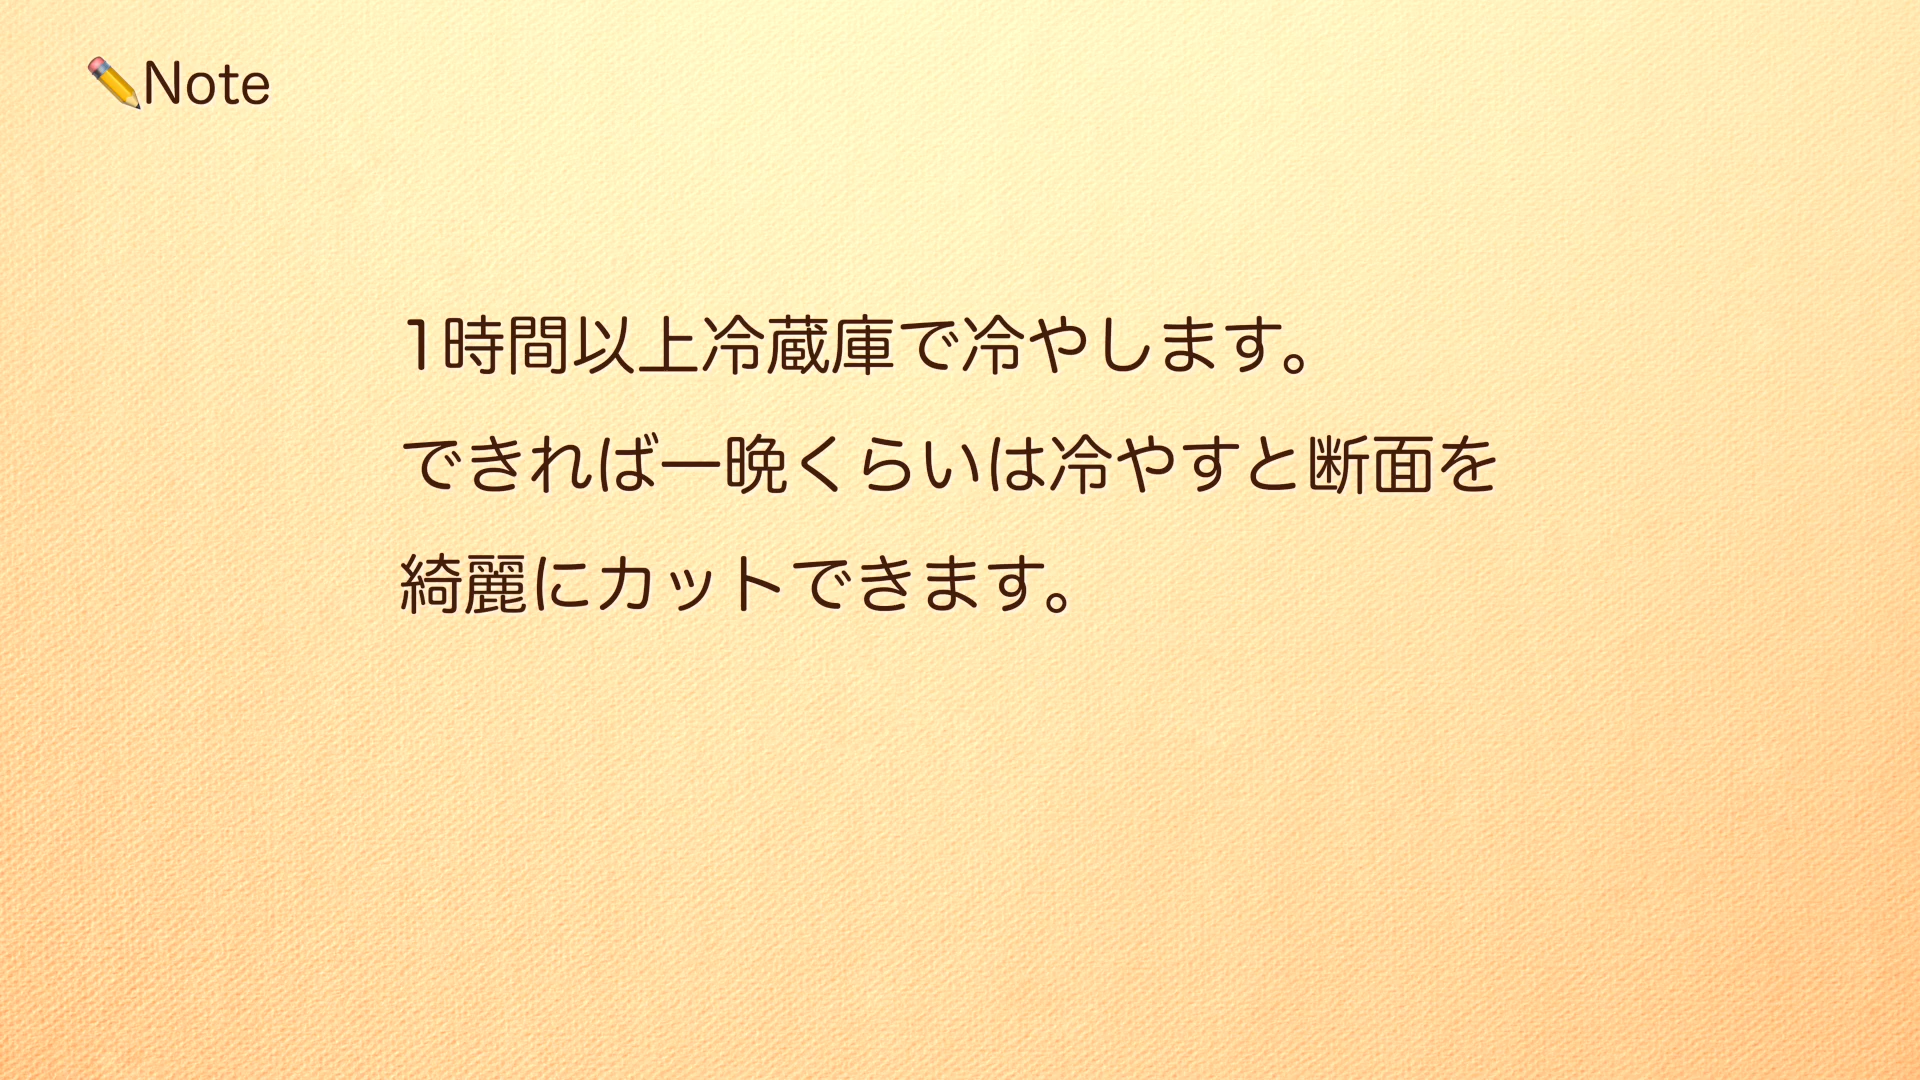 ✏️Note
1時間以上冷蔵庫で冷やします。
できれば一晩くらいは冷やすと断面を
綺麗にカットできます。